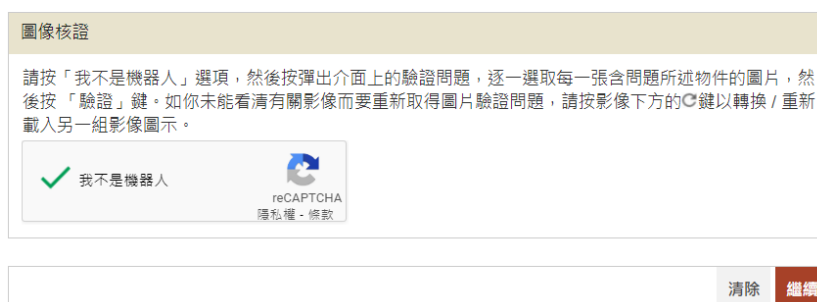 圖像核證
請按「我不是機器人」選項，然後按彈出介面上的驗證問題，逐一選取每一張含問題所述物件的圖片，然
後按 「驗證」鍵。如你未能看清有關影像而要重新取得圖片驗證問題，請按影像下方的C鍵以轉換 / 重新
載入另一組影像圖示。
我不是機器人
reCAPTCHA
隱私權 - 條款
清除
繼續